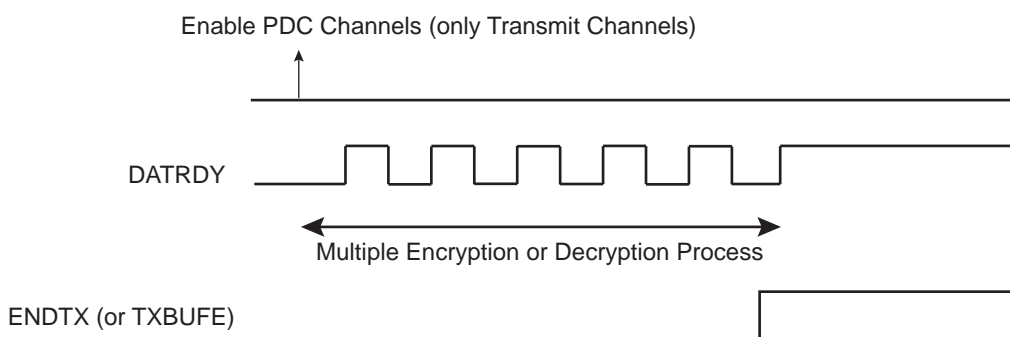 Enable PDC Channels (only Transmit Channels)
DATRDY
Multiple Encryption or Decryption Process
ENDTX (or TXBUFE)